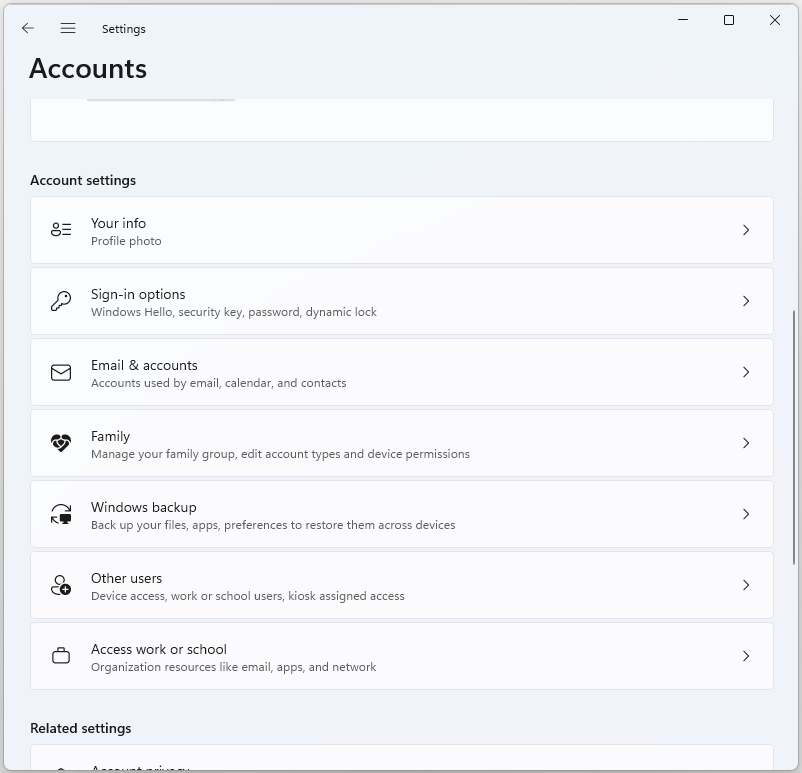 Settings
Accounts
Account settings
Your info
Profile photo
Sign-in options
Windows Hello, security key, password, dynamic lock
Email & accounts
Accounts used by email, calendar, and contacts
Family
Manage your family group, edit account types and device permissions
Windows backup
Back up your files, apps, preferences to restore them across devices
Other users
Device access, work or school users, kiosk assigned access
Access work or school
Organization resources like email, apps, and network
Related settings
Account privacy